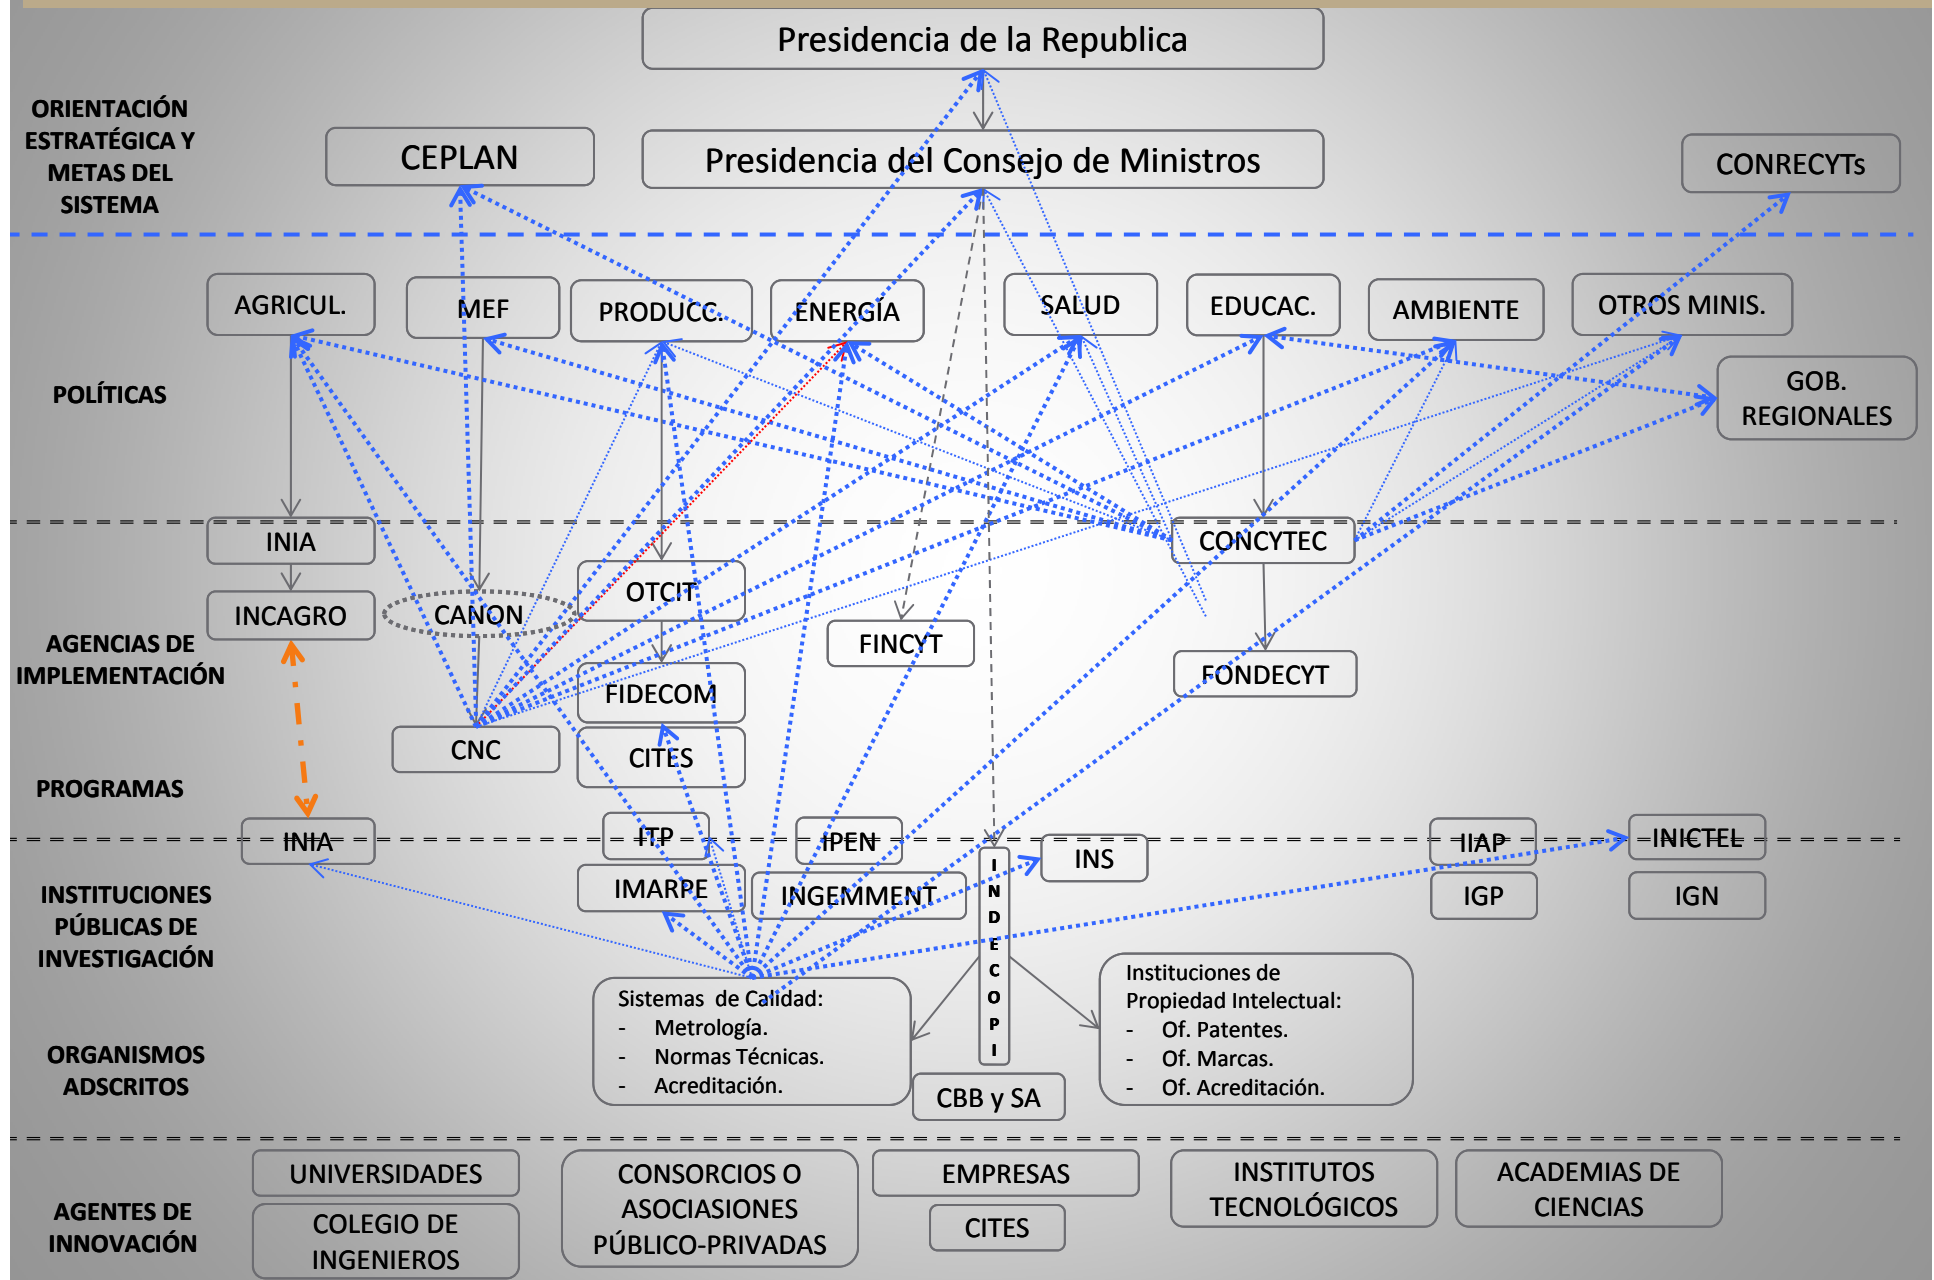 Presidencia de la Republica
ORIENTACIÓN
ESTRATÉGICA Y
METAS DEL
SISTEMA
CEPLAN
Presidencia del Consejo de Ministros
CONRECYTs
AGRICUL.
MEF
PRODUCC.
ENERGÍA
SALUD
EDUCAC.
AMBIENTE
OTROS MINIS.
POLÍTICAS
GOB.
REGIONALES
INIA
CONCYTEC
INCAGRO
CANON
OTCIT
FINCYT
AGENCIAS DE
IMPLEMENTACIÓN
FIDECOM
FONDECYT
CNC
CITES
PROGRAMAS
INIA
ITP
IPEN
INS
IIAP
INICTEL
INSTITUCIONES
PÚBLICAS DE
INVESTIGACIÓN
IMARPE
INGEMMENT
IGP
IGN
I
N
D
E
C
O
P
I
Sistemas de Calidad:
- Metrología.
- Normas Técnicas.
- Acreditación.
Instituciones de
Propiedad Intelectual:
- Of. Patentes.
- Of. Marcas.
- Of. Acreditación.
ORGANISMOS
ADSCRITOS
CBB y SA
AGENTES DE
INNOVACIÓN
UNIVERSIDADES
COLEGIO DE
INGENIEROS
CONSORCIOS O
ASOCIASIONES
PÚBLICO-PRIVADAS
EMPRESAS
CITES
INSTITUTOS
TECNOLÓGICOS
ACADEMIAS DE
CIENCIAS